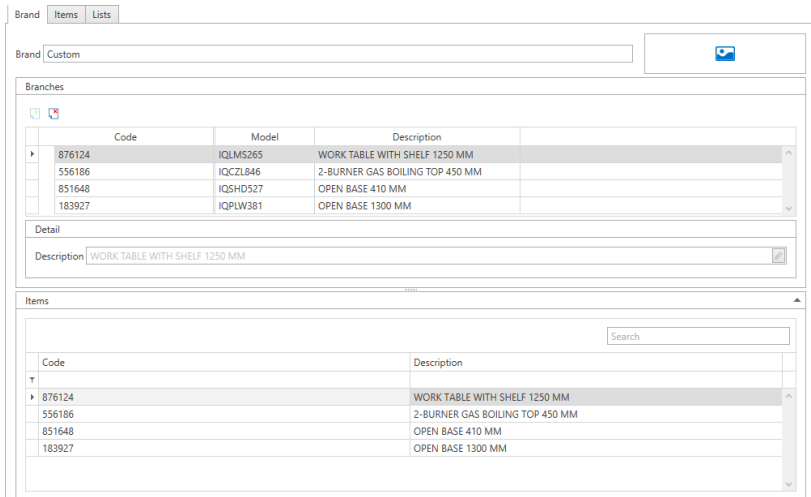 Brand Items Lists
Brand Custom
Branches
Code Model Description
876124 IQLMS265 WORK TABLE WITH SHELF 1250 MM
556186 IQCZL846 2-BURNER GAS BOILING TOP 450 MM
851648 IQSHD527 OPEN BASE 410 MM
183927 IQPLW381 OPEN BASE 1300 MM
Detail
Description WORK TABLE WITH SHELF 1250 MM
Items
Search
Code Description
876124 WORK TABLE WITH SHELF 1250 MM
556186 2-BURNER GAS BOILING TOP 450 MM
851648 OPEN BASE 410 MM
183927 OPEN BASE 1300 MM